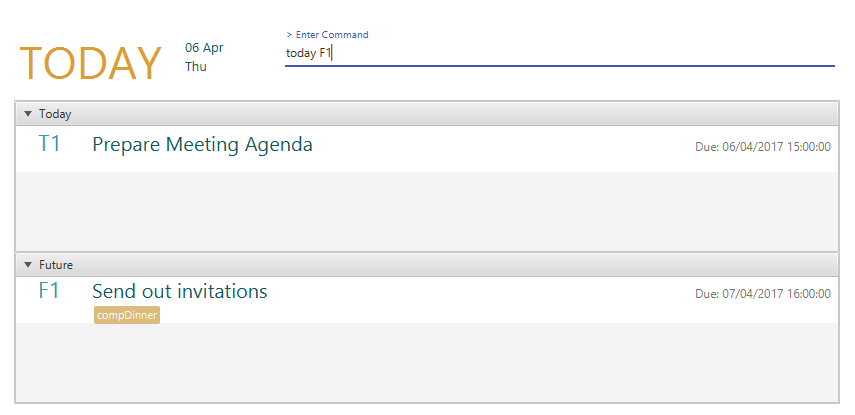 TODAY
06 Apr
Thu
> Enter Command
today F1
Today
T1 Prepare Meeting Agenda Due: 06/04/2017 15:00:00
Future
F1 Send out invitations Due: 07/04/2017 16:00:00
compDinner